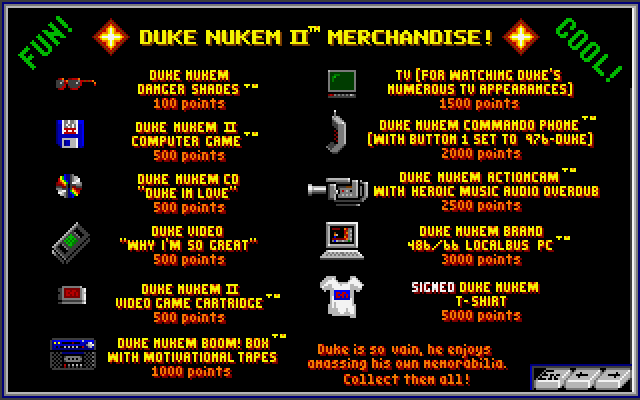 FUN!
DUKE NUKEM II™ MERCHANDISE!
COOL!
DUKE NUKEM
DANGER SHADES™
100 points
DUKE NUKEM II
COMPUTER GAME™
500 points
DUKE NUKEM CD
"DUKE IN LOVE"
500 points
DUKE VIDEO
"WHY I'M SO GREAT"
500 points
DUKE NUKEM II
VIDEO GAME CARTRIDGE™
500 points
DUKE NUKEM BOOM! BOX™
WITH MOTIVATIONAL TAPES
1000 points
TV (FOR WATCHING DUKE'S
NUMEROUS TV APPEARANCES)
1500 points
DUKE NUKEM COMMANDO PHONE™
(WITH BUTTON 1 SET TO 976-DUKE)
2000 points
DUKE NUKEM ACTIONCAM™
WITH HEROIC MUSIC AUDIO OVERDUB
2500 points
DUKE NUKEM BRAND
486/66 LOCALBUS PC™
3000 points
SIGNED DUKE NUKEM
T-SHIRT
5000 points
Duke is so vain, he enjoys
amassing his own memorabilia.
Collect them all!
Esc ← →